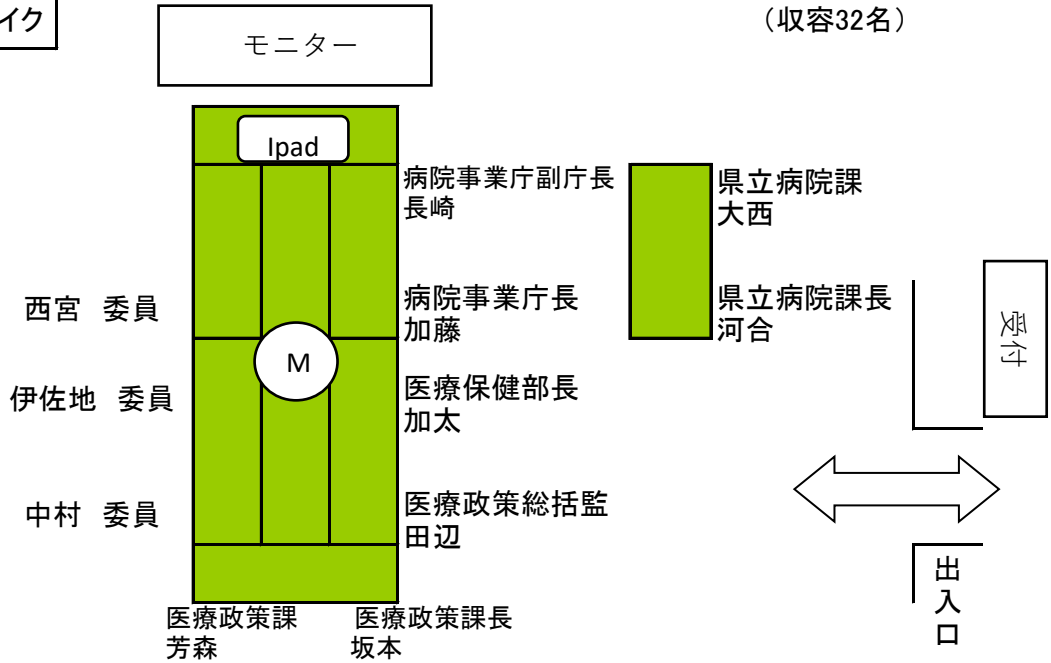 イク
モニター
（収容32名）
Ipad
病院事業庁副庁長
長崎
県立病院課
大西
西宮　委員
病院事業庁長
加藤
県立病院課長
河合
受付
M
伊佐地　委員
医療保健部長
加太
中村　委員
医療政策総括監
田辺
出入口
医療政策課
芳森
医療政策課長
坂本